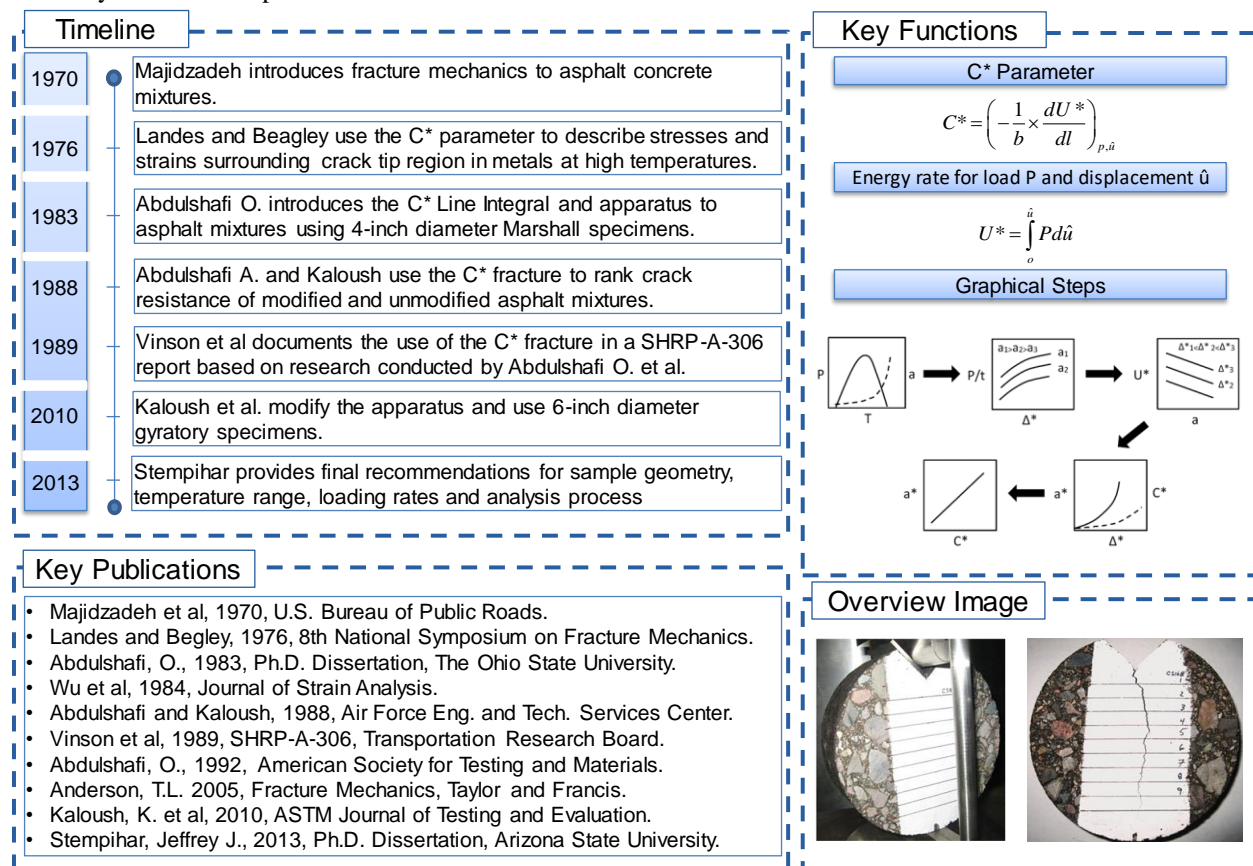 Timeline
1970
Majidzadeh introduces fracture mechanics to asphalt concrete
mixtures.
1976
Landes and Beagley use the C* parameter to describe stresses and
strains surrounding crack tip region in metals at high temperatures.
1983
Abdulshafi O. introduces the C* Line Integral and apparatus to
asphalt mixtures using 4-inch diameter Marshall specimens.
1988
Abdulshafi A. and Kaloush use the C* fracture to rank crack
resistance of modified and unmodified asphalt mixtures.
1989
Vinson et al documents the use of the C* fracture in a SHRP-A-306
report based on research conducted by Abdulshafi O. et al.
2010
Kaloush et al. modify the apparatus and use 6-inch diameter
gyratory specimens.
2013
Stempihar provides final recommendations for sample geometry,
temperature range, loading rates and analysis process
Key Publications
• Majidzadeh et al, 1970, U.S. Bureau of Public Roads.
• Landes and Begley, 1976, 8th National Symposium on Fracture Mechanics.
• Abdulshafi, O., 1983, Ph.D. Dissertation, The Ohio State University.
• Wu et al, 1984, Journal of Strain Analysis.
• Abdulshafi and Kaloush, 1988, Air Force Eng. and Tech. Services Center.
• Vinson et al, 1989, SHRP-A-306, Transportation Research Board.
• Abdulshafi, O., 1992, American Society for Testing and Materials.
• Anderson, T.L. 2005, Fracture Mechanics, Taylor and Francis.
• Kaloush, K. et al, 2010, ASTM Journal of Testing and Evaluation.
• Stempihar, Jeffrey J., 2013, Ph.D. Dissertation, Arizona State University.
Key Functions
C* Parameter
C* = (−1/b × dU*/dl)p,û
Energy rate for load P and displacement û
U* = ∫oû Pdû
Graphical Steps
P a T
P/t a1>a2>a3 a1 a2 Δ*
U* Δ*1<Δ*2<Δ*3 Δ*3 Δ*2 a
a* C*
a* C* Δ*
Overview Image
1
2
3
4
5
6
7
8
9